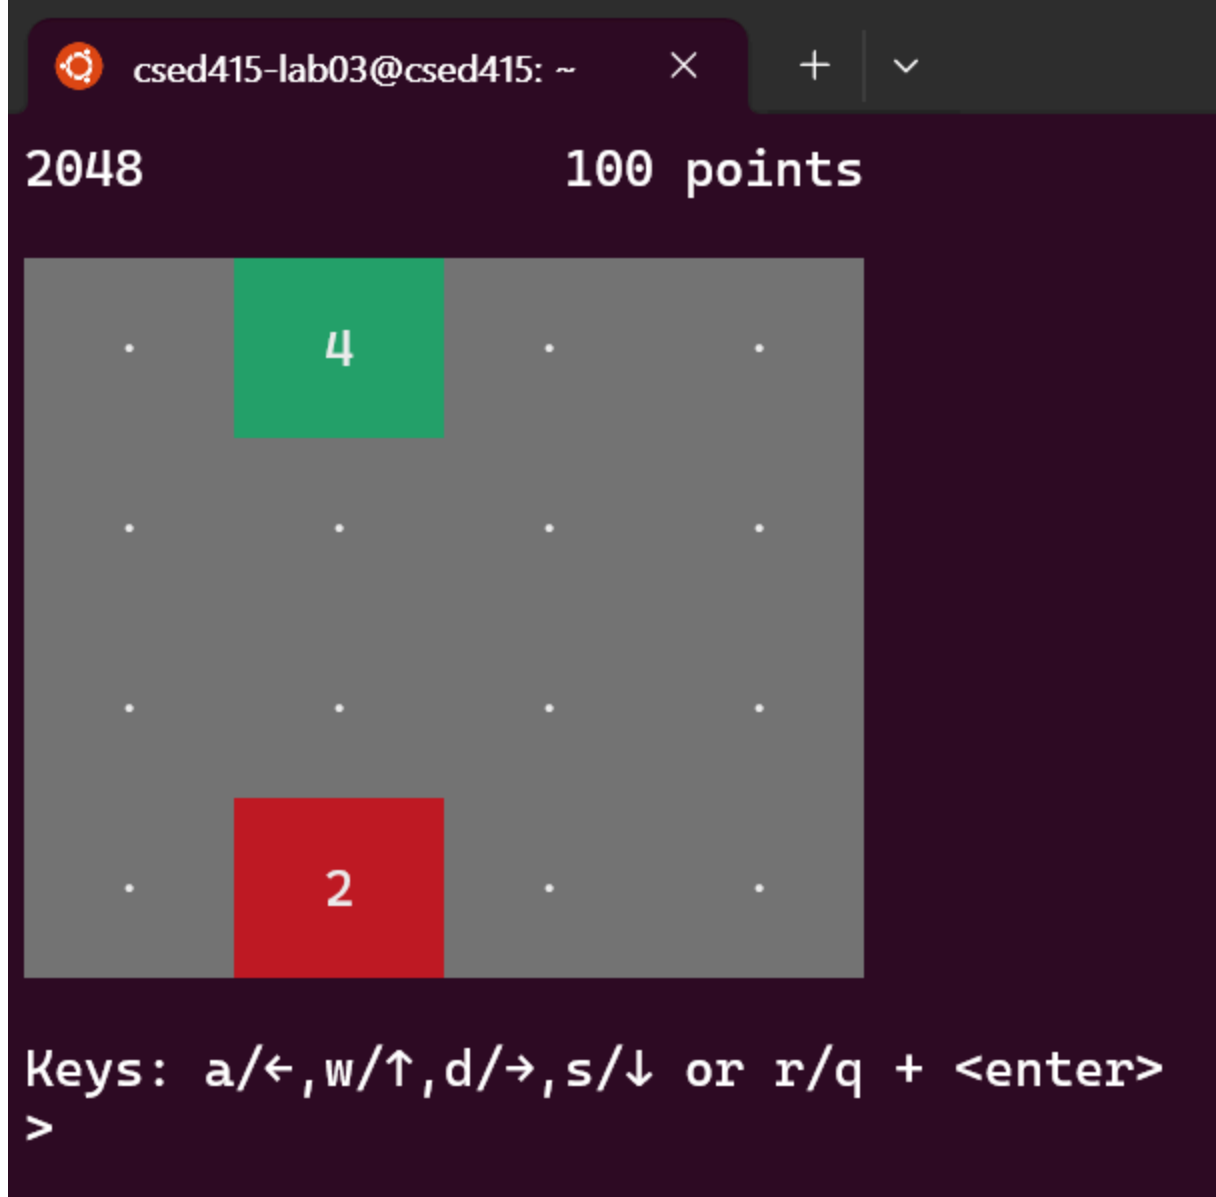 csed415-lab03@csed415: ~
2048 100 points
. 4 . .
. . . .
. . . .
. 2 . .
Keys: a/←,w/↑,d/→,s/↓ or r/q + <enter>
>